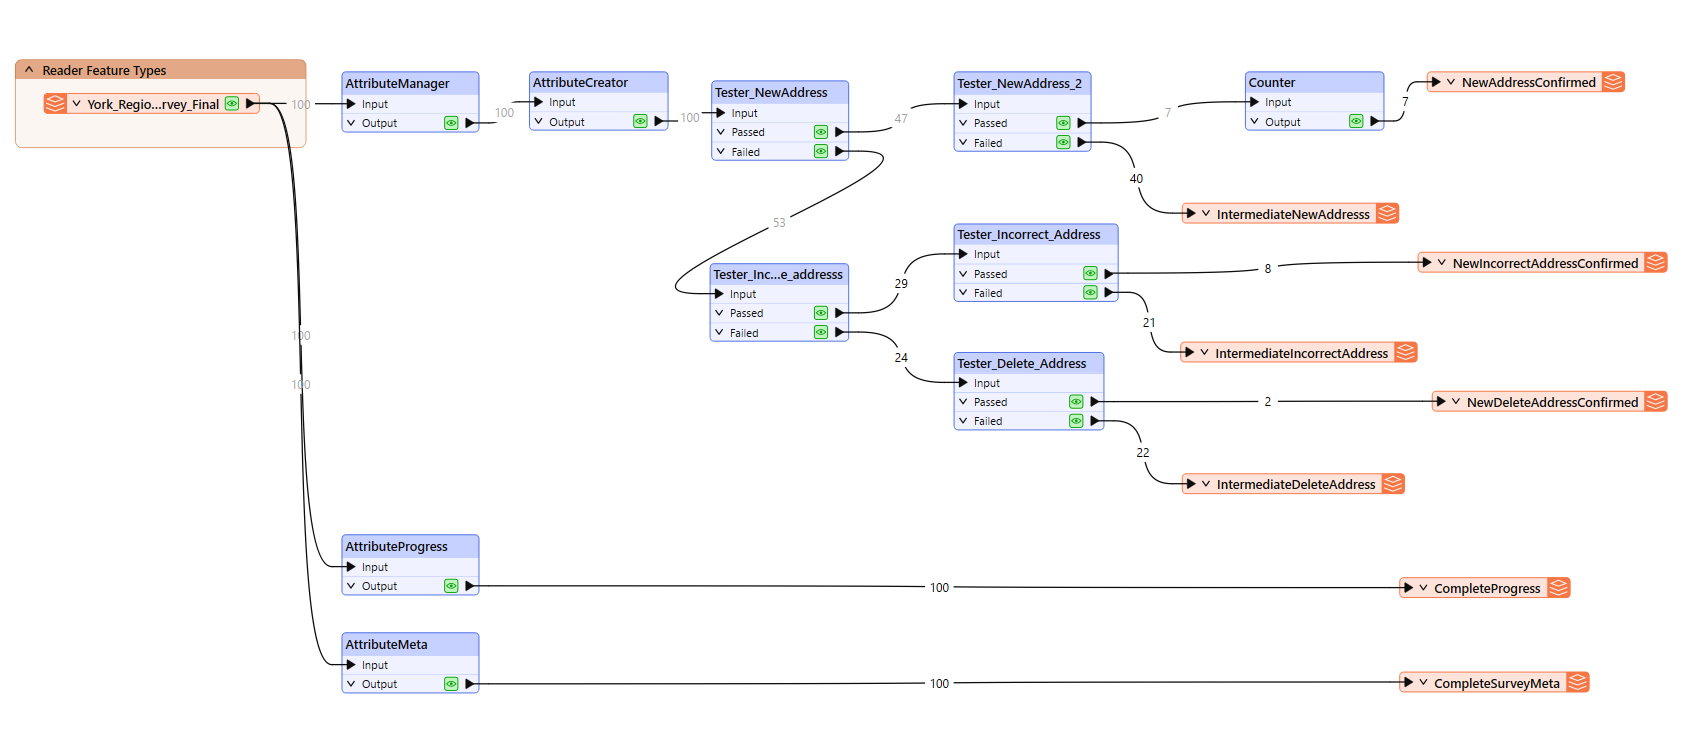 Reader Feature Types
York_Regio...rvey_Final
100
AttributeManager
Input
Output
100
AttributeCreator
Input
Output
100
Tester_NewAddress
Input
Passed
Failed
47
53
Tester_NewAddress_2
Input
Passed
Failed
7
40
Counter
Input
Output
7
NewAddressConfirmed
IntermediateNewAddresss
Tester_Inc...e_addresss
Input
Passed
Failed
29
24
Tester_Incorrect_Address
Input
Passed
Failed
8
21
NewIncorrectAddressConfirmed
IntermediateIncorrectAddress
Tester_Delete_Address
Input
Passed
Failed
2
22
NewDeleteAddressConfirmed
IntermediateDeleteAddress
100
100
AttributeProgress
Input
Output
100
CompleteProgress
AttributeMeta
Input
Output
100
CompleteSurveyMeta